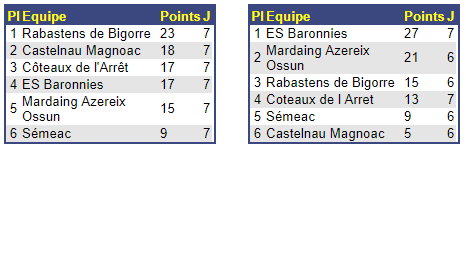 Pl Equipe Points J
1 Rabastens de Bigorre 23 7
2 Castelnau Magnoac 18 7
3 Côteaux de l'Arrêt 17 7
4 ES Baronnies 17 7
5 Mardaing Azereix
Ossun 15 7
6 Sémeac 9 7
Pl Equipe Points J
1 ES Baronnies 27 7
2 Mardaing Azereix
Ossun 21 6
3 Rabastens de Bigorre 15 6
4 Coteaux de l Arret 13 7
5 Sémeac 9 6
6 Castelnau Magnoac 5 6